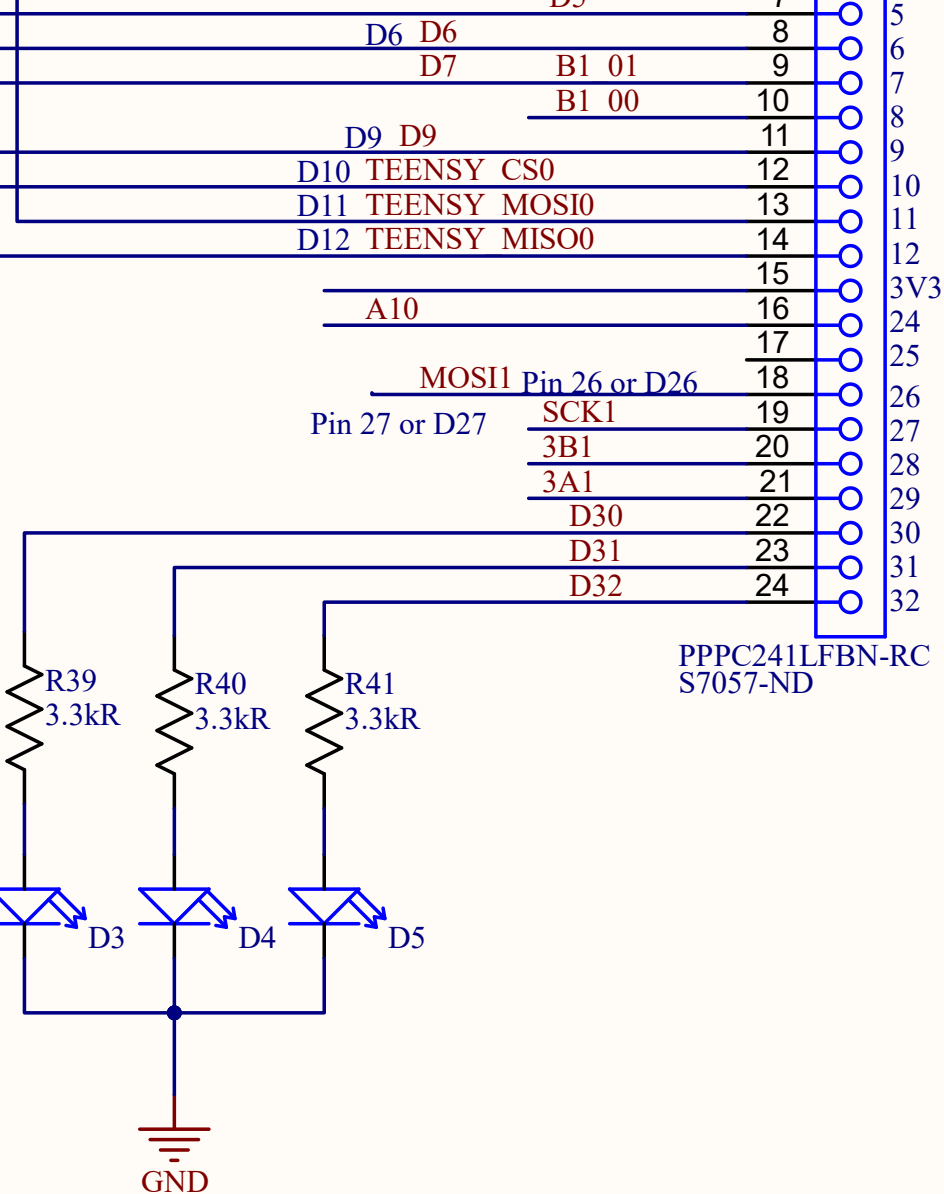 D5 7 5
D6 D6 8 6
D7 B1 01 9 7
B1 00 10 8
D9 D9 11 9
D10 TEENSY CS0 12 10
D11 TEENSY MOSI0 13 11
D12 TEENSY MISO0 14 12
15 3V3
A10 16 24
17 25
MOSI1 Pin 26 or D26 18 26
Pin 27 or D27 SCK1 19 27
3B1 20 28
3A1 21 29
D30 22 30
D31 23 31
D32 24 32
PPPC241LFBN-RC
S7057-ND
R39 R40 R41
3.3kR 3.3kR 3.3kR
D3 D4 D5
GND